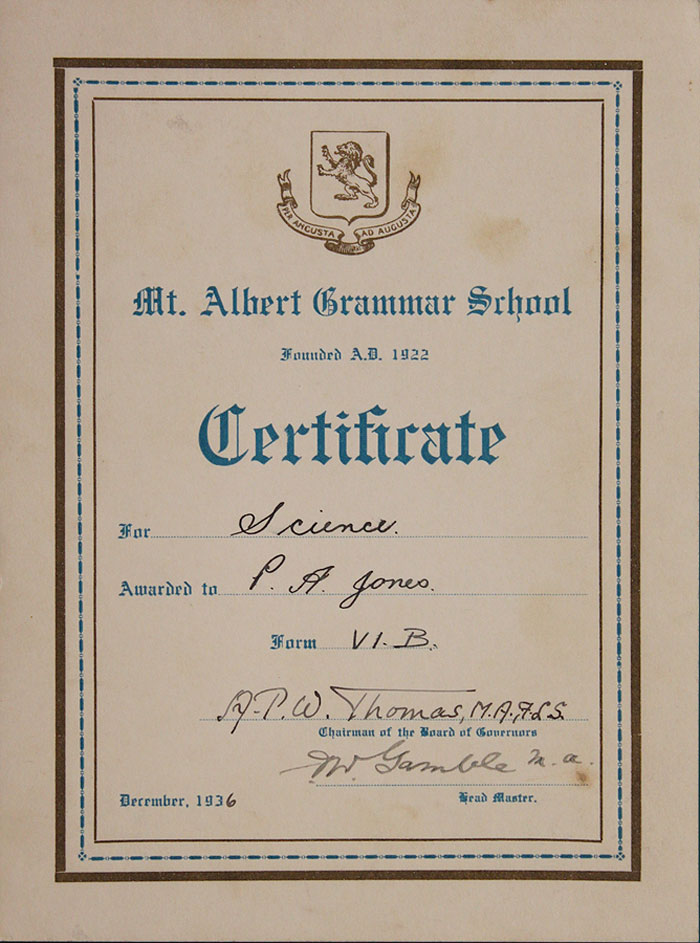 PER ANGUSTA AD AUGUSTA
Mt. Albert Grammar School
Founded A.D. 1922
Certificate
For Science.
Awarded to P. A. Jones.
Form VI. B.
A. P. W. Thomas, M.A., F.L.S.
Chairman of the Board of Governors
Gamble M.A.
December, 1936 Head Master.